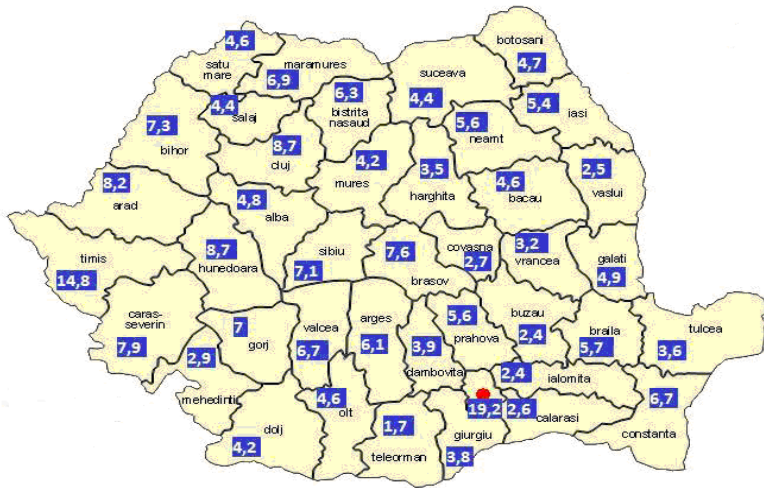 4,6
satu
mare
maramures
6,9
botosani
4,7
suceava
4,4
5,4
iasi
4,4
salaj
6,3
bistrita
nasaud
7,3
bihor
8,7
cluj
5,6
neamt
4,2
mures
3,5
harghita
4,6
bacau
2,5
vaslui
8,2
arad
4,8
alba
timis
14,8
8,7
hunedoara
sibiu
7,1
7,6
brasov
covasna
2,7
3,2
vrancea
galati
4,9
caras-
severin
7,9
7
gorj
valcea
6,7
arges
6,1
3,9
dambovita
5,6
prahova
buzau
2,4
braila
5,7
tulcea
3,6
2,9
mehedinti
4,6
olt
2,4
ialomita
19,2
2,6
calarasi
6,7
constanta
dolj
4,2
1,7
teleorman
giurgiu
3,8